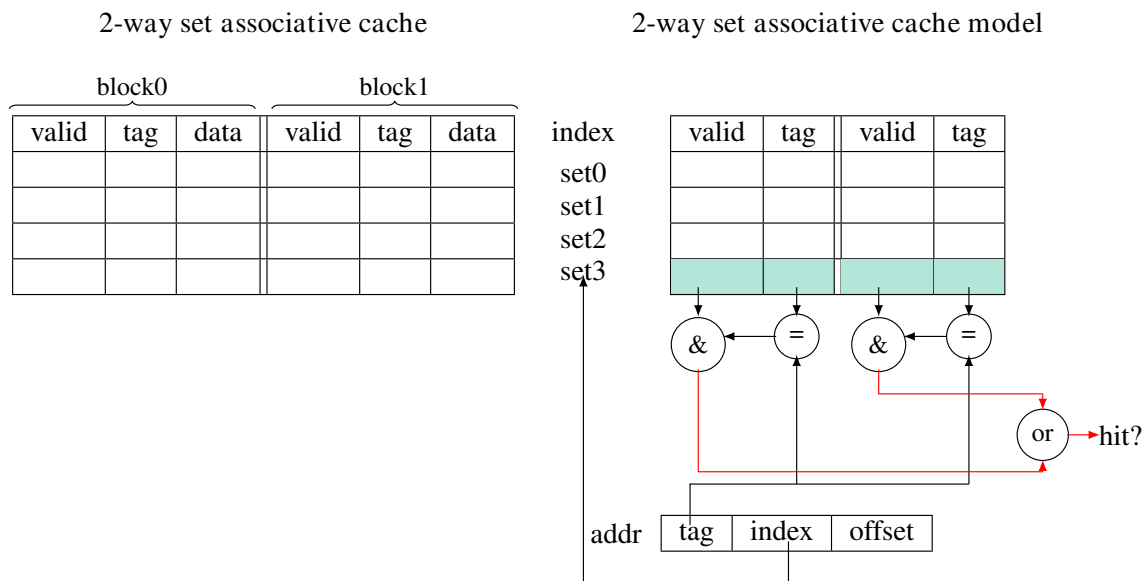 2-way set associative cache
2-way set associative cache model
block0 block1
valid tag data valid tag data
index
valid tag valid tag
set0
set1
set2
set3
& = & =
or hit?
addr tag index offset